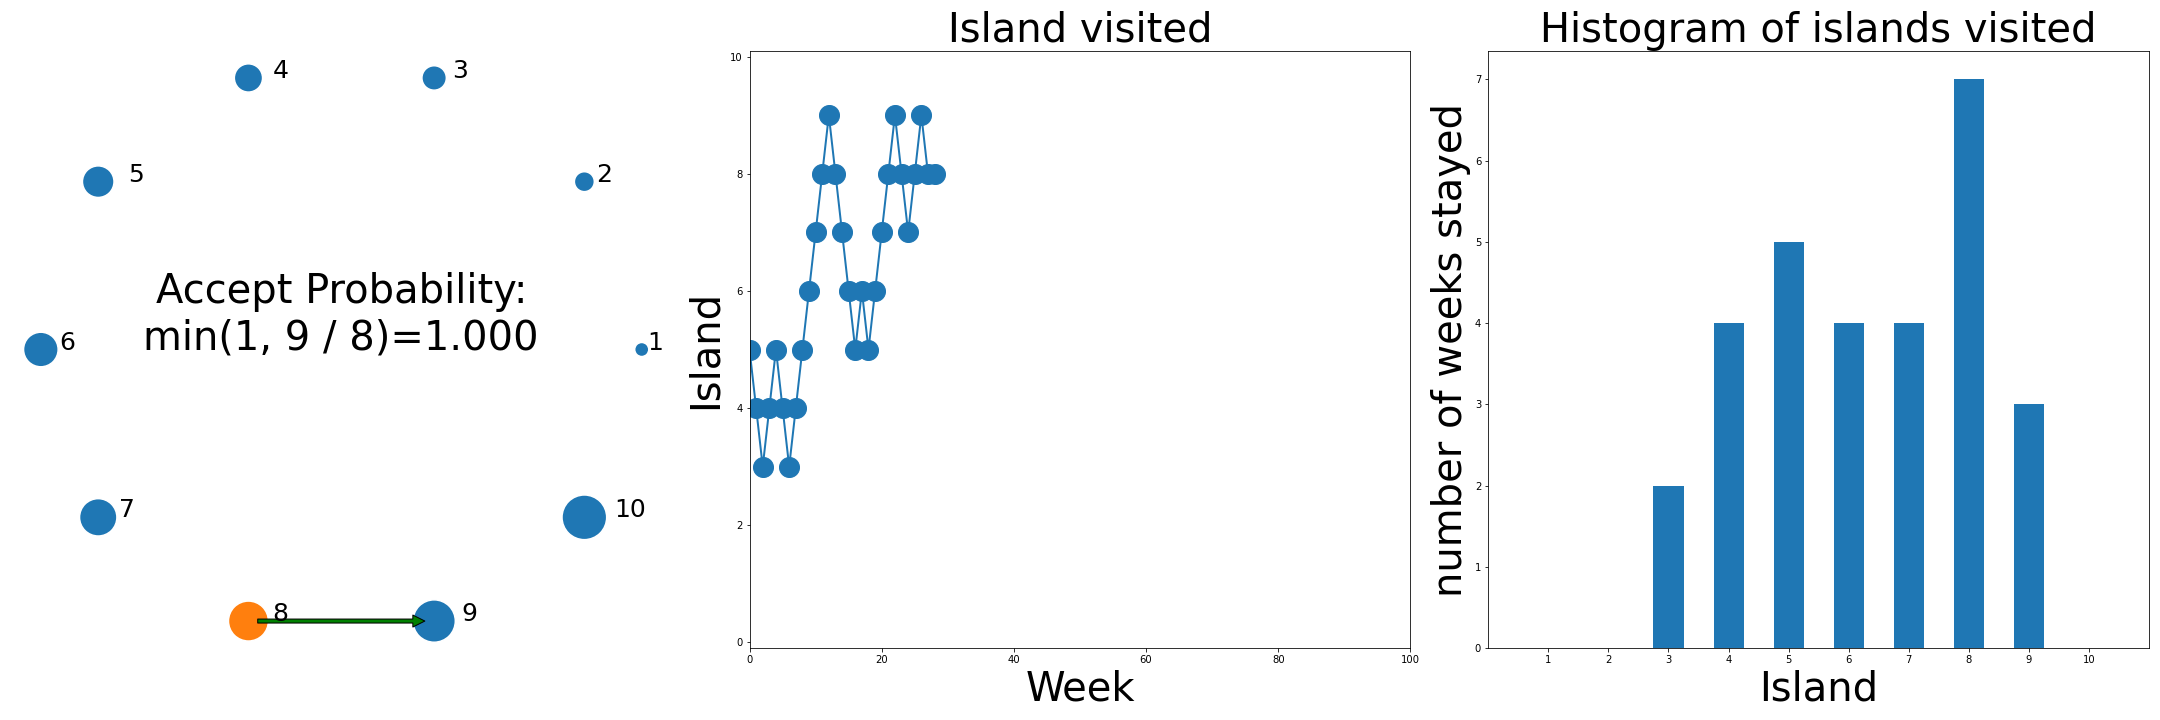 4
3
5
2
Accept Probability:
min(1, 9 / 8)=1.000
6
1
7
10
8
9
Island visited
Island
10
8
6
4
2
0
0 20 40 60 80 100
Week
Histogram of islands visited
number of weeks stayed
7
6
5
4
3
2
1
0
1 2 3 4 5 6 7 8 9 10
Island